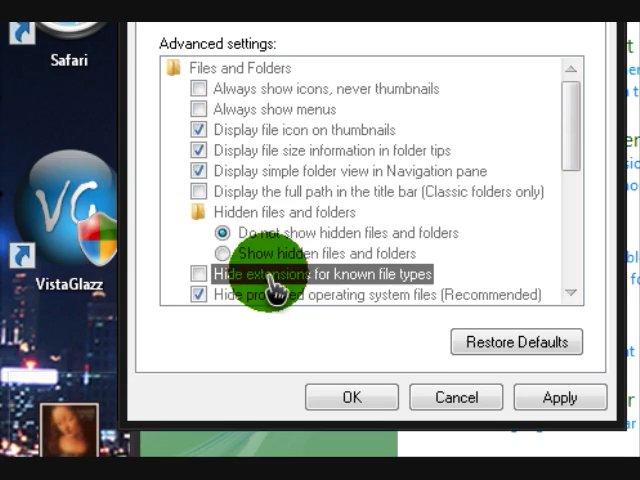 Safari
VG
VistaGlazz
Advanced settings:
Files and Folders
Always show icons, never thumbnails
Always show menus
Display file icon on thumbnails
Display file size information in folder tips
Display simple folder view in Navigation pane
Display the full path in the title bar (Classic folders only)
Hidden files and folders
Do not show hidden files and folders
Show hidden files and folders
Hide extensions for known file types
Hide protected operating system files (Recommended)
Restore Defaults
OK
Cancel
Apply